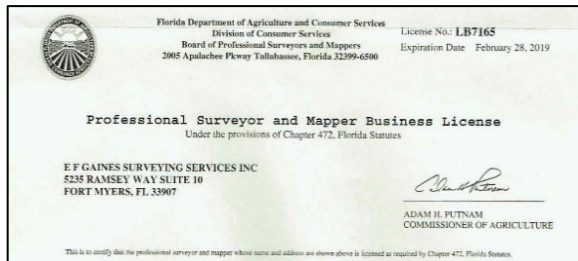 Florida Department of Agriculture and Consumer Services
Division of Consumer Services
Board of Professional Surveyors and Mappers
2005 Apalachee Pkway Tallahassee, Florida 32399-6500
License No.: LB7165
Expiration Date February 28, 2019
Professional Surveyor and Mapper Business License
Under the provisions of Chapter 472, Florida Statutes
E F GAINES SURVEYING SERVICES INC
5235 RAMSEY WAY SUITE 10
FORT MYERS, FL 33907
ADAM H. PUTNAM
COMMISSIONER OF AGRICULTURE
This is to certify that the professional surveyor and mapper whose name and address are shown above is licensed as required by Chapter 472, Florida Statutes.